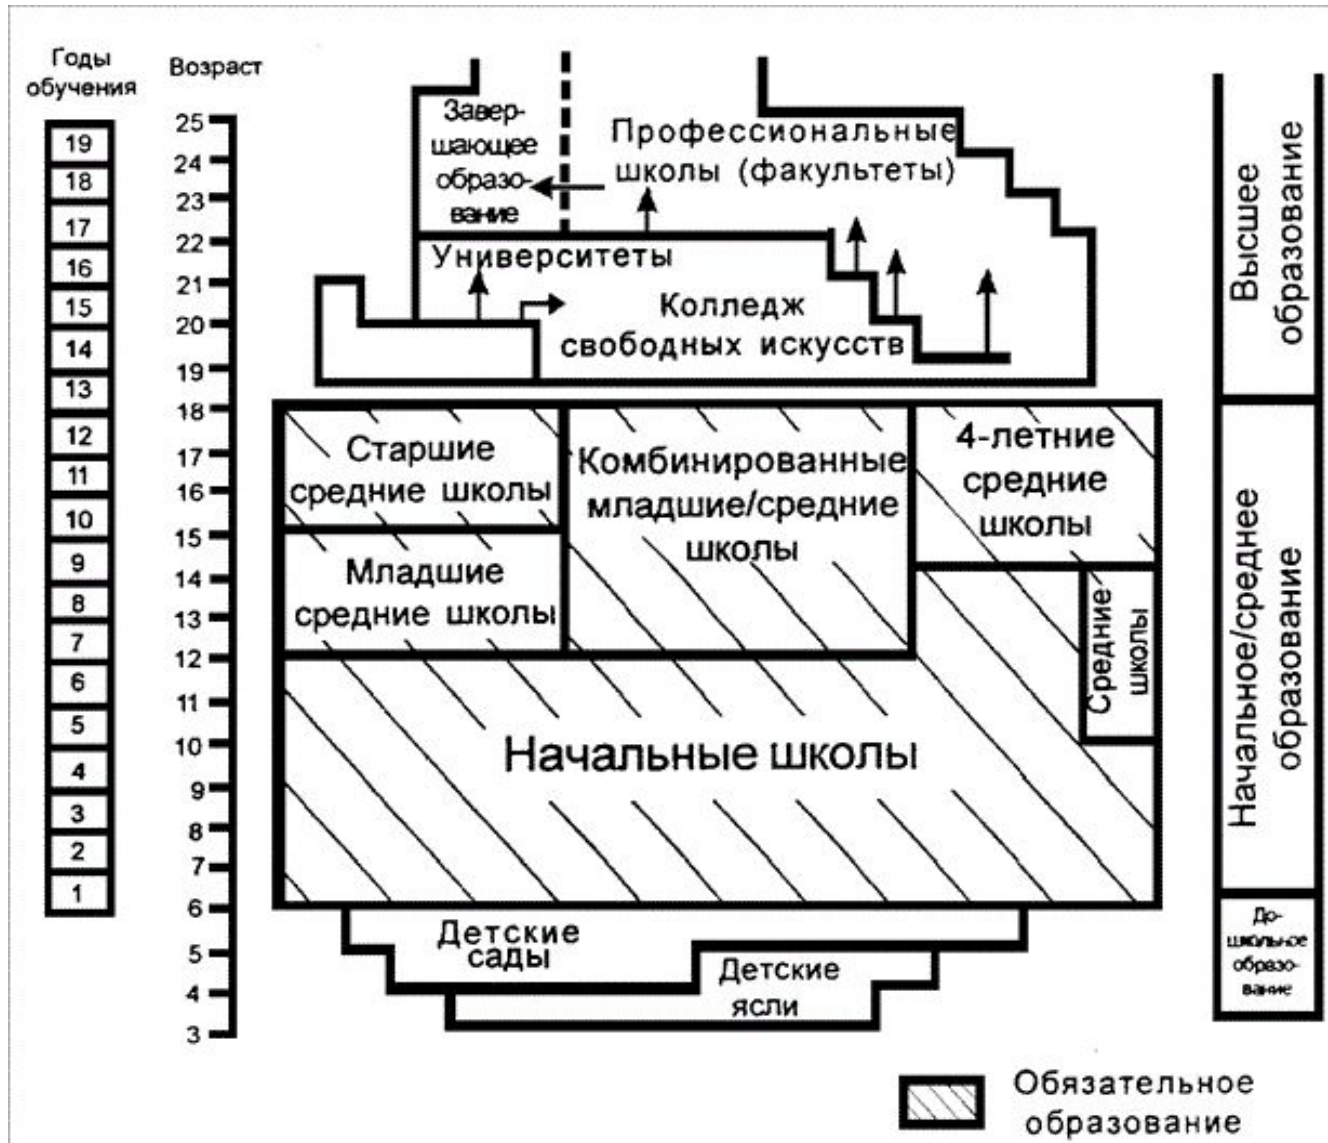 Годы
обучения
Возраст
19
18
17
16
15
14
13
12
11
10
9
8
7
6
5
4
3
2
1
25
24
23
22
21
20
19
18
17
16
15
14
13
12
11
10
9
8
7
6
5
4
3
Завер-
шающее
образо-
вание
Профессиональные
школы (факультеты)
Университеты
Колледж
свободных искусств
Старшие
средние школы
Комбинированные
младшие/средние
школы
4-летние
средние
школы
Младшие
средние школы
Средние
школы
Начальные школы
Детские
сады
Детские
ясли
Высшее
образование
Начальное/среднее
образование
До-
школьное
образо-
вание
Обязательное
образование